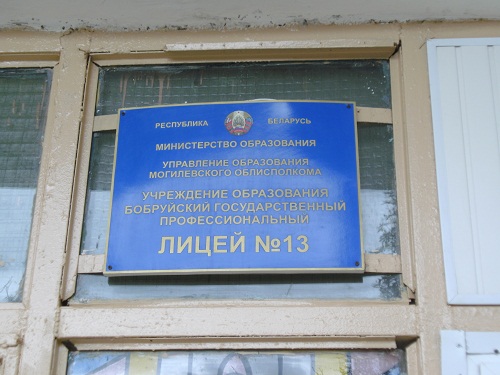 РЕСПУБЛИКА БЕЛАРУСЬ
МИНИСТЕРСТВО ОБРАЗОВАНИЯ
УПРАВЛЕНИЕ ОБРАЗОВАНИЯ
МОГИЛЕВСКОГО ОБЛИСПОЛКОМА
УЧРЕЖДЕНИЕ ОБРАЗОВАНИЯ
БОБРУЙСКИЙ ГОСУДАРСТВЕННЫЙ
ПРОФЕССИОНАЛЬНЫЙ
ЛИЦЕЙ №13